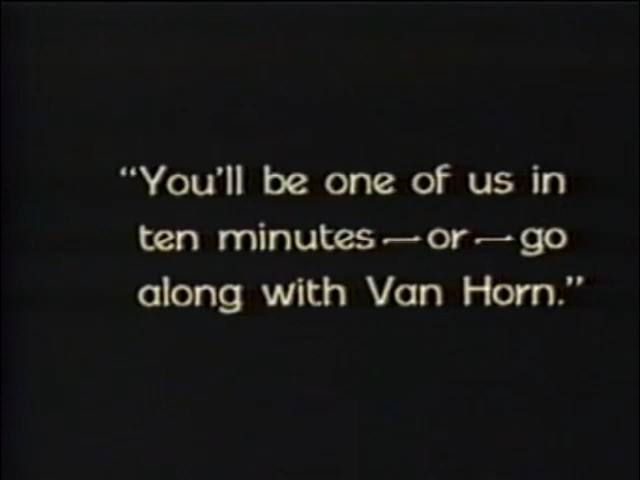 “You'll be one of us in
ten minutes—or—go
along with Van Horn.”